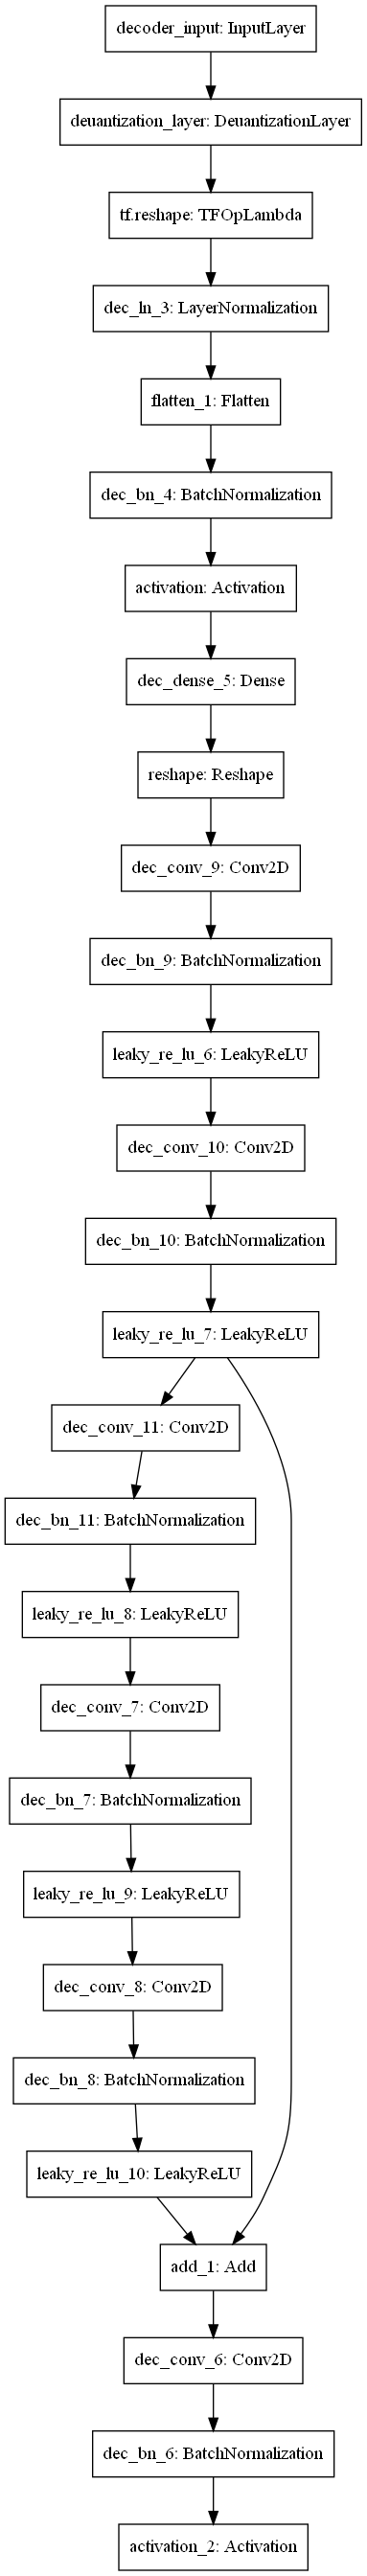 decoder_input: InputLayer
deuantization_layer: DeuantizationLayer
tf.reshape: TFOpLambda
dec_ln_3: LayerNormalization
flatten_1: Flatten
dec_bn_4: BatchNormalization
activation: Activation
dec_dense_5: Dense
reshape: Reshape
dec_conv_9: Conv2D
dec_bn_9: BatchNormalization
leaky_re_lu_6: LeakyReLU
dec_conv_10: Conv2D
dec_bn_10: BatchNormalization
leaky_re_lu_7: LeakyReLU
dec_conv_11: Conv2D
dec_bn_11: BatchNormalization
leaky_re_lu_8: LeakyReLU
dec_conv_7: Conv2D
dec_bn_7: BatchNormalization
leaky_re_lu_9: LeakyReLU
dec_conv_8: Conv2D
dec_bn_8: BatchNormalization
leaky_re_lu_10: LeakyReLU
add_1: Add
dec_conv_6: Conv2D
dec_bn_6: BatchNormalization
activation_2: Activation